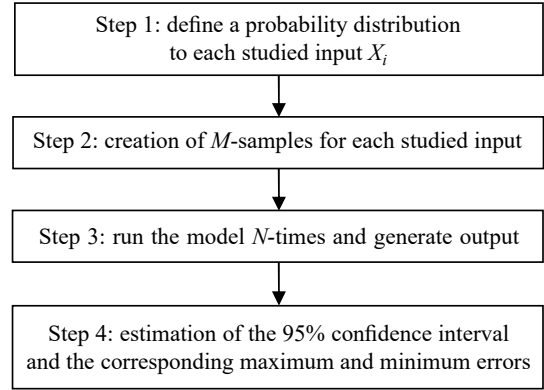 Step 1: define a probability distribution
to each studied input Xi
Step 2: creation of M-samples for each studied input
Step 3: run the model N-times and generate output
Step 4: estimation of the 95% confidence interval
and the corresponding maximum and minimum errors